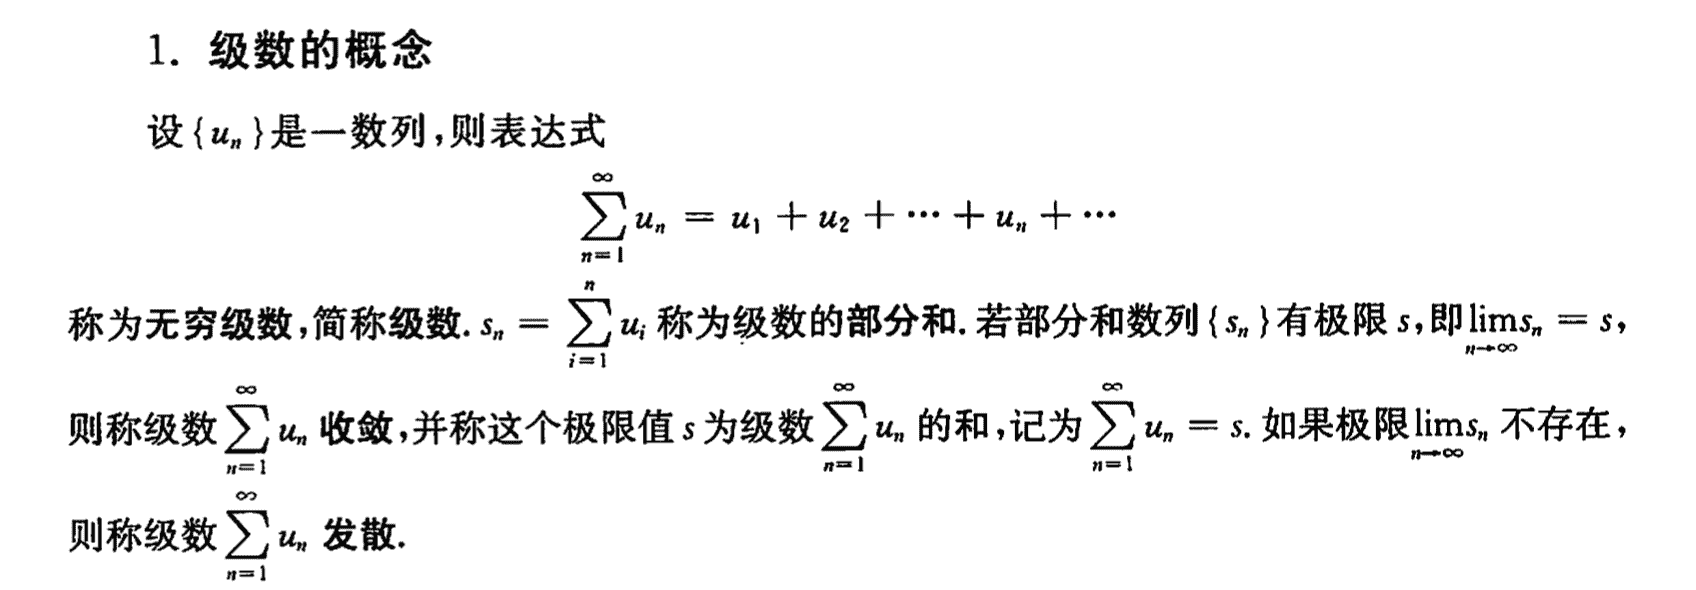 1. 级数的概念
设{uₙ}是一数列,则表达式
$\sum_{n=1}^{\infty} u_n = u_1 + u_2 + \cdots + u_n + \cdots$
称为无穷级数,简称级数. $s_n = \sum_{i=1}^{n} u_i$ 称为级数的部分和. 若部分和数列{$s_n$}有极限 $s$,即$\lim_{n\to\infty} s_n = s$,
则称级数$\sum_{n=1}^{\infty} u_n$ 收敛,并称这个极限值 $s$ 为级数$\sum_{n=1}^{\infty} u_n$ 的和,记为$\sum_{n=1}^{\infty} u_n = s$. 如果极限$\lim_{n\to\infty} s_n$ 不存在,
则称级数$\sum_{n=1}^{\infty} u_n$ 发散.